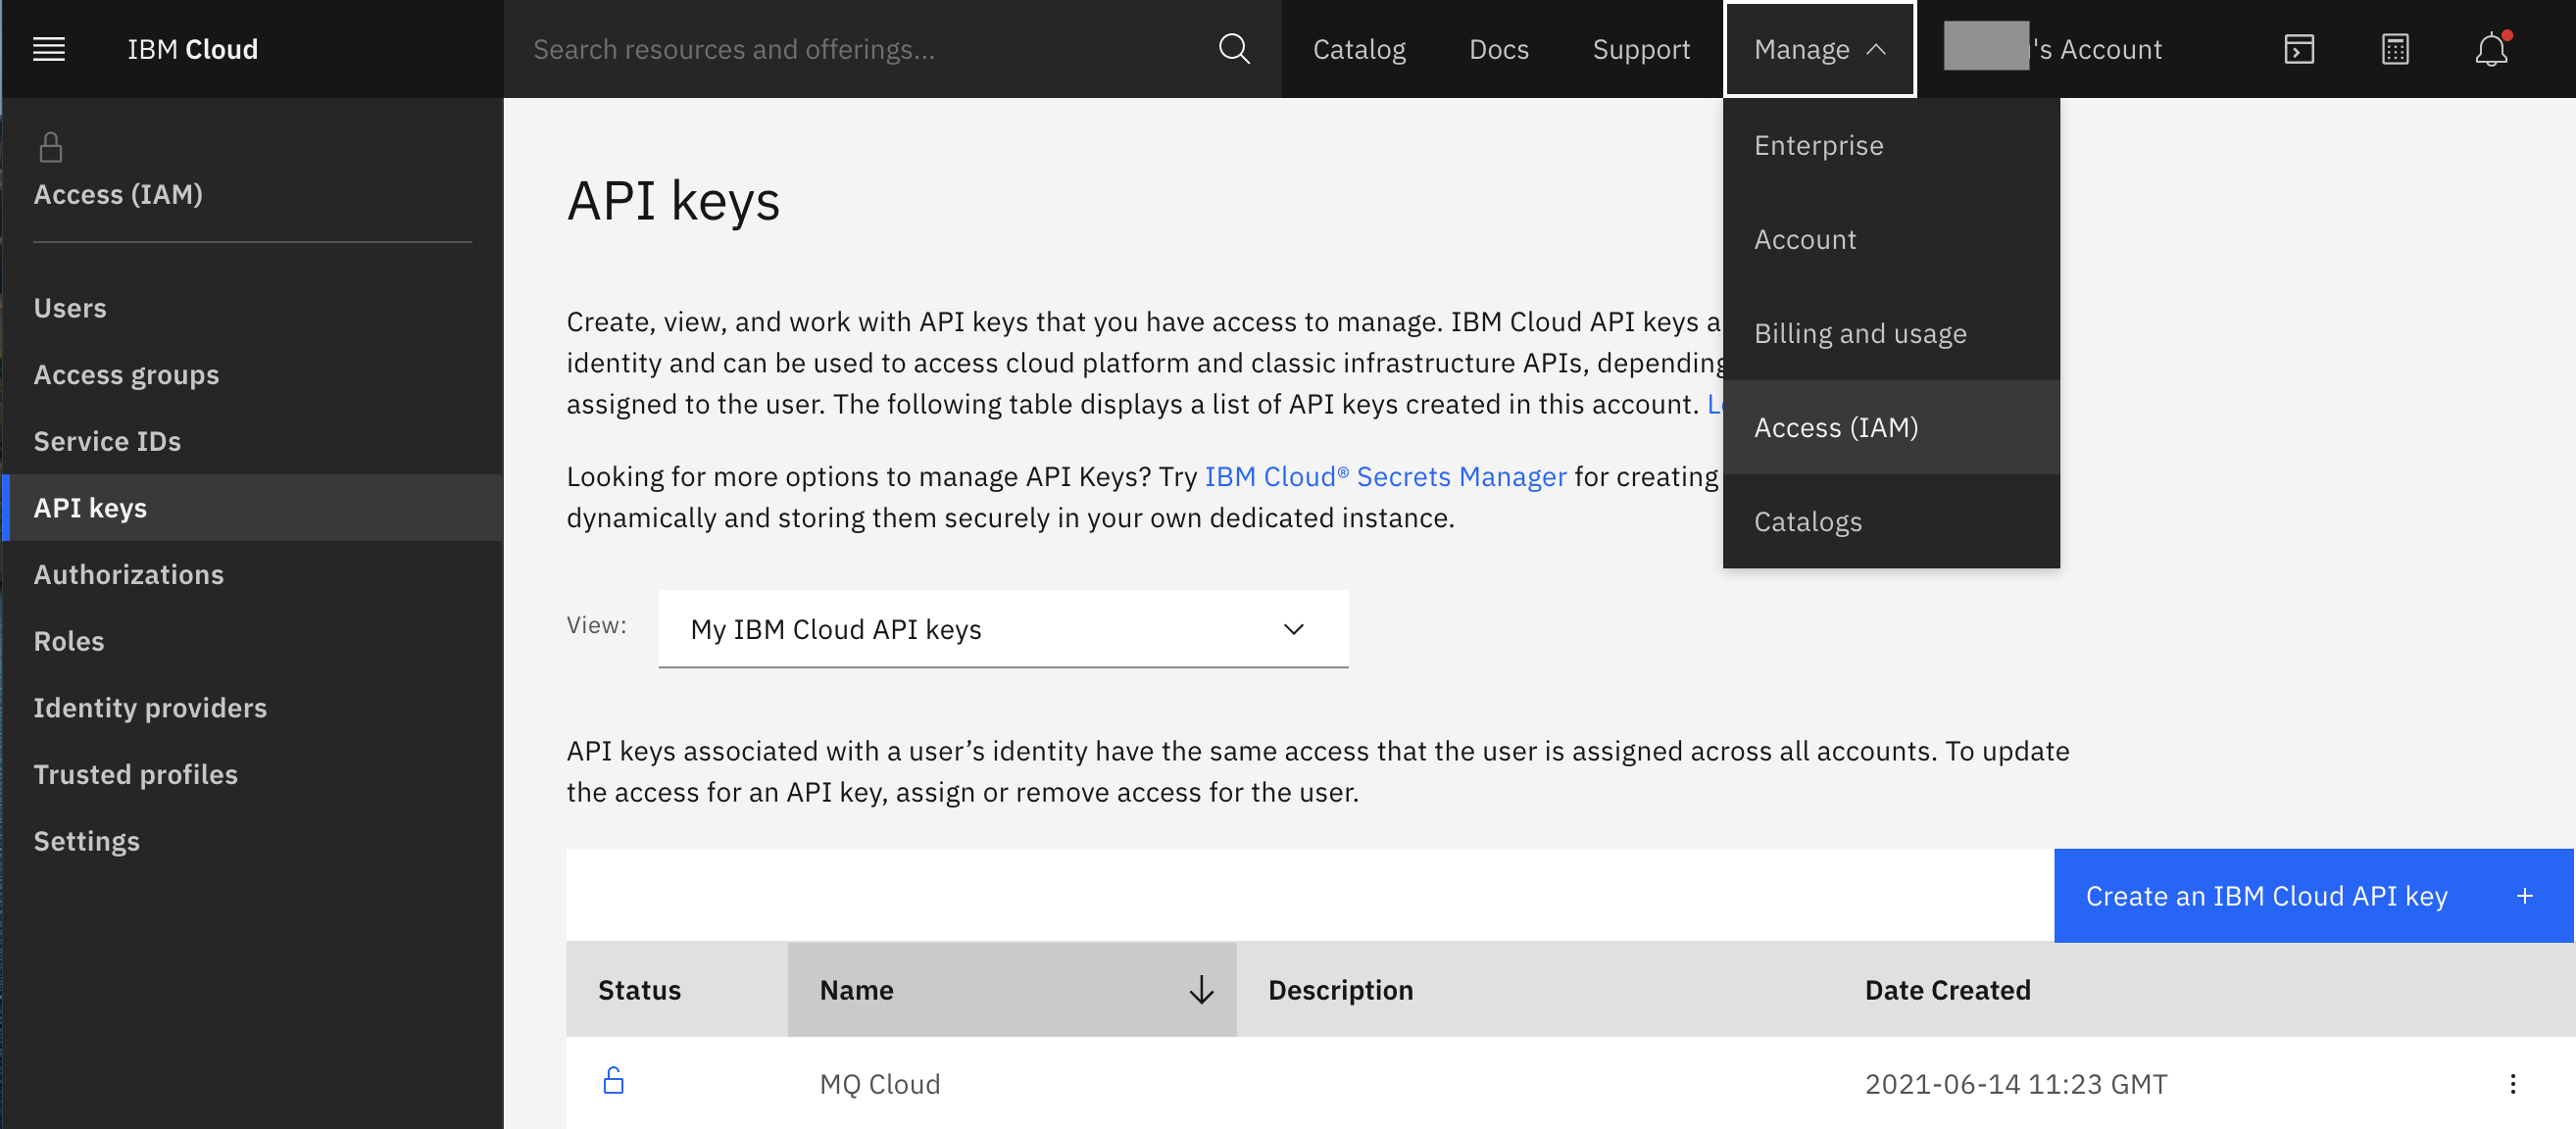 IBM Cloud
Search resources and offerings...
Catalog
Docs
Support
Manage
's Account
Access (IAM)
Users
Access groups
Service IDs
API keys
Authorizations
Roles
Identity providers
Trusted profiles
Settings
Enterprise
Account
Billing and usage
Access (IAM)
Catalogs
API keys
Create, view, and work with API keys that you have access to manage. IBM Cloud API keys a
identity and can be used to access cloud platform and classic infrastructure APIs, depending
assigned to the user. The following table displays a list of API keys created in this account. L
Looking for more options to manage API Keys? Try IBM Cloud® Secrets Manager for creating
dynamically and storing them securely in your own dedicated instance.
View:
My IBM Cloud API keys
API keys associated with a user’s identity have the same access that the user is assigned across all accounts. To update
the access for an API key, assign or remove access for the user.
Create an IBM Cloud API key +
Status Name Description Date Created
MQ Cloud 2021-06-14 11:23 GMT